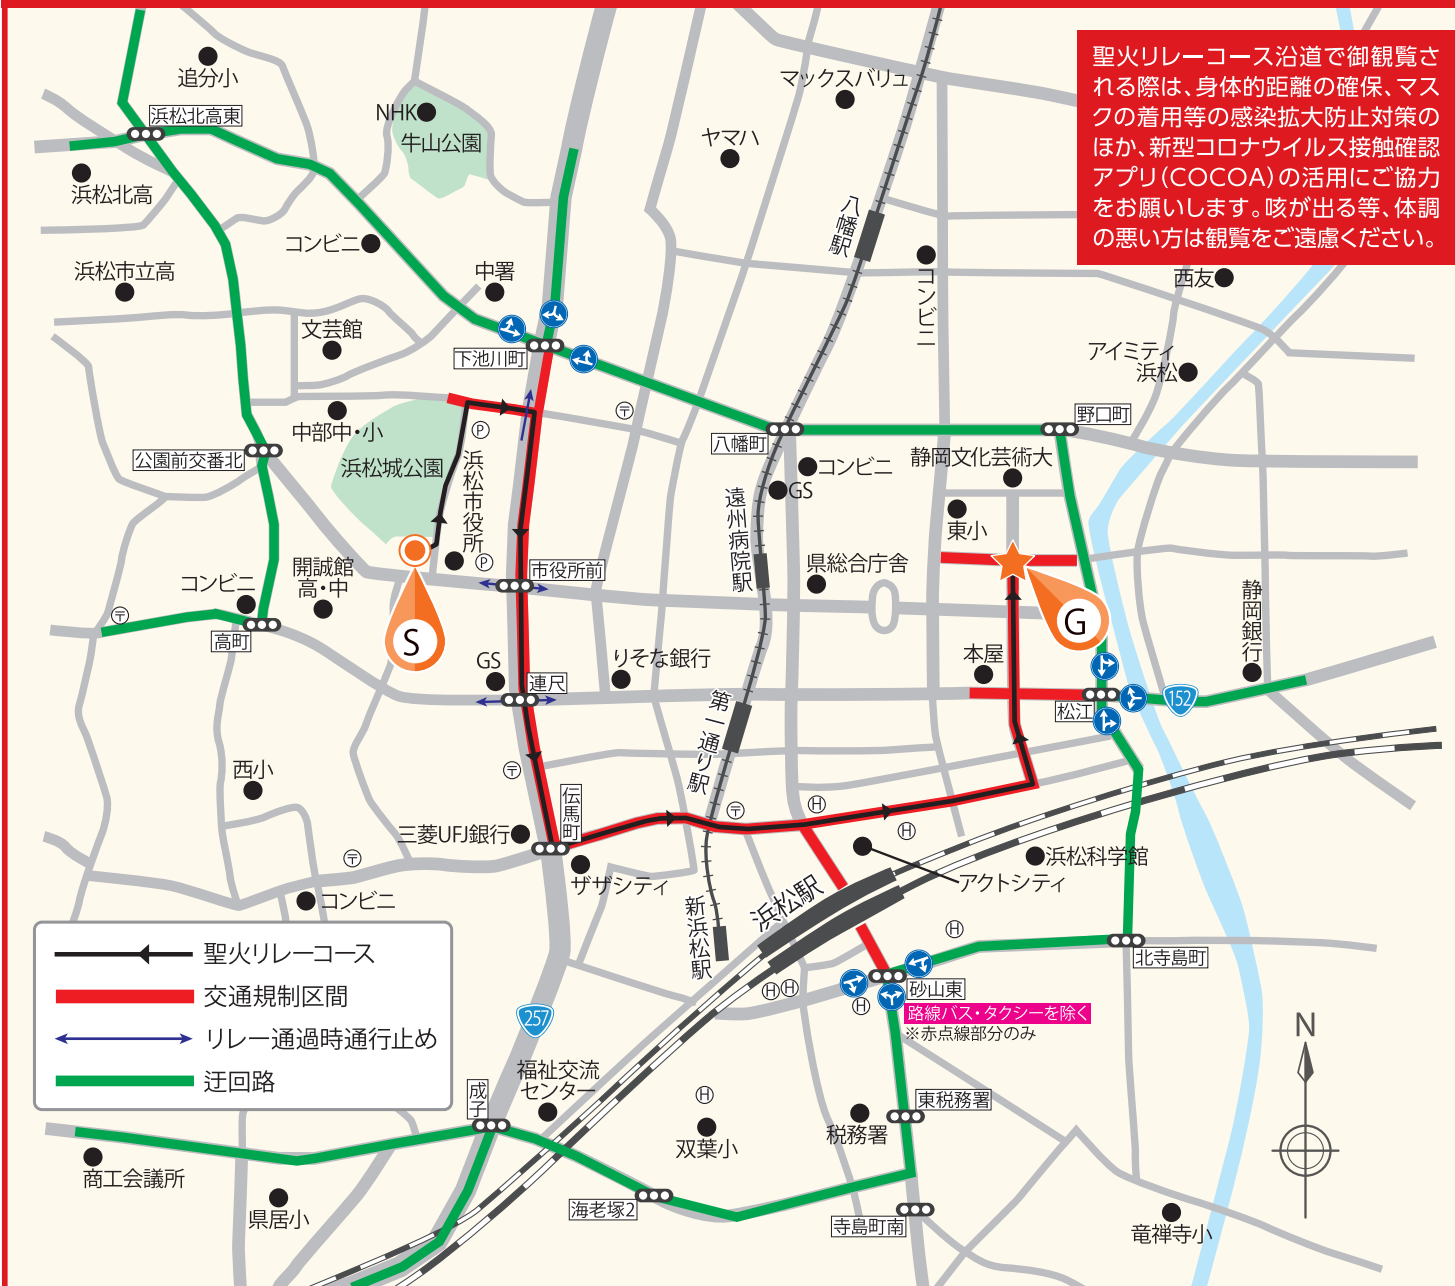 聖火リレーコース沿道で御観覧さ
れる際は、身体的距離の確保、マス
クの着用等の感染拡大防止対策の
ほか、新型コロナウイルス接触確認
アプリ(COCOA)の活用にご協力
をお願いします。咳が出る等、体調
の悪い方は観覧をご遠慮ください。
追分小
浜松北高東
NHK
牛山公園
マックスバリュ
ヤマハ
浜松北高
八幡駅
コンビニ
コンビニ
浜松市立高
中署
西友
文芸館
下池川町
アイミティ
浜松
〒
中部中・小
Ⓟ
八幡町
野口町
公園前交番北
浜松城公園
浜松市役所
コンビニ
GS
静岡文化芸術大
遠州病院駅
東小
Ⓟ
開誠館
高・中
コンビニ
市役所前
県総合庁舎
静岡銀行
〒
高町
S
G
GS
連尺
りそな銀行
本屋
第一通り駅
松江
152
西小
〒
伝馬町
〒
Ⓗ
Ⓗ
三菱UFJ銀行
〒
ザザシティ
浜松科学館
アクトシティ
コンビニ
浜松駅
新浜松駅
Ⓗ
北寺島町
聖火リレーコース
交通規制区間
リレー通過時通行止め
迂回路
ⒽⒽ
Ⓗ
砂山東
路線バス・タクシーを除く
※赤点線部分のみ
257
N
福祉交流
センター
成子
Ⓗ
双葉小
東税務署
税務署
商工会議所
県居小
海老塚2
寺島町南
竜禅寺小